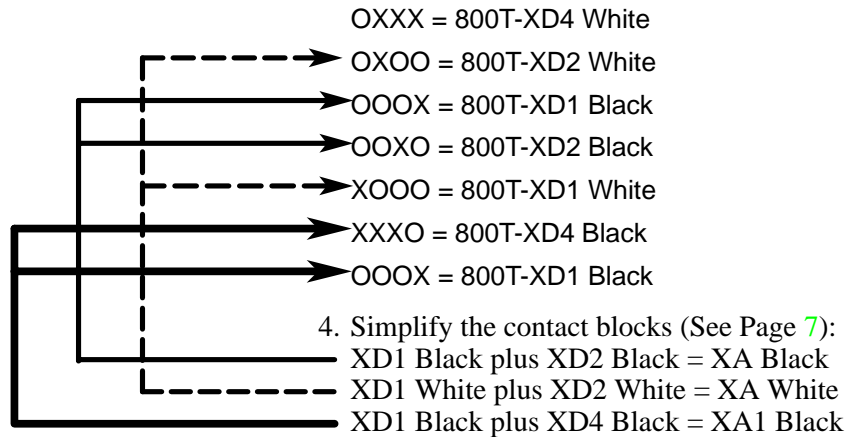 OXXX = 800T-XD4 White
OXOO = 800T-XD2 White
OOOX = 800T-XD1 Black
OOXO = 800T-XD2 Black
XOOO = 800T-XD1 White
XXXO = 800T-XD4 Black
OOOX = 800T-XD1 Black
4. Simplify the contact blocks (See Page 7):
XD1 Black plus XD2 Black = XA Black
XD1 White plus XD2 White = XA White
XD1 Black plus XD4 Black = XA1 Black